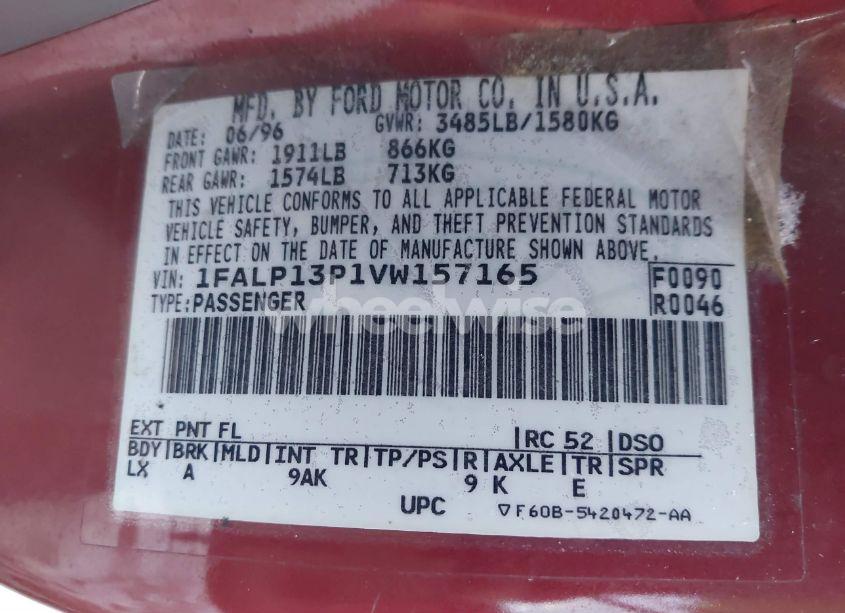 MFD. BY FORD MOTOR CO. IN U.S.A.
DATE: 06/96 GVWR: 3485LB/1580KG
FRONT GAWR: 1911LB 866KG
REAR GAWR: 1574LB 713KG
THIS VEHICLE CONFORMS TO ALL APPLICABLE FEDERAL MOTOR
VEHICLE SAFETY, BUMPER, AND THEFT PREVENTION STANDARDS
IN EFFECT ON THE DATE OF MANUFACTURE SHOWN ABOVE.
VIN: 1FALP13P1VW157165 F0090
TYPE: PASSENGER R0046
wheelwise
EXT PNT FL RC 52 DSO
BDY BRK MLD INT TR TP/PS R AXLE TR SPR
LX A 9AK 9 K E
UPC ▽F60B-5420472-AA